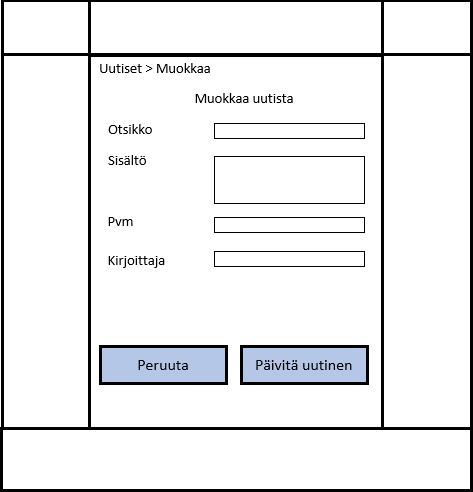 Uutiset > Muokkaa
Muokkaa uutista
Otsikko
Sisältö
Pvm
Kirjoittaja
Peruuta
Päivitä uutinen